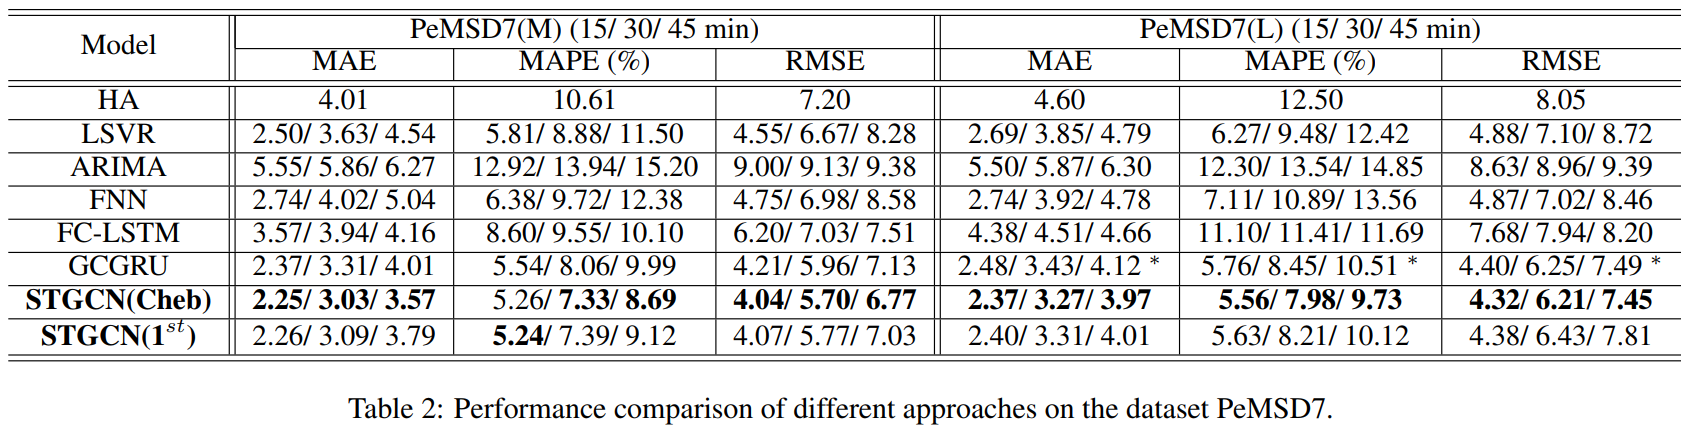 Model PeMSD7(M) (15/ 30/ 45 min) PeMSD7(L) (15/ 30/ 45 min)
MAE MAPE (%) RMSE MAE MAPE (%) RMSE
HA 4.01 10.61 7.20 4.60 12.50 8.05
LSVR 2.50/ 3.63/ 4.54 5.81/ 8.88/ 11.50 4.55/ 6.67/ 8.28 2.69/ 3.85/ 4.79 6.27/ 9.48/ 12.42 4.88/ 7.10/ 8.72
ARIMA 5.55/ 5.86/ 6.27 12.92/ 13.94/ 15.20 9.00/ 9.13/ 9.38 5.50/ 5.87/ 6.30 12.30/ 13.54/ 14.85 8.63/ 8.96/ 9.39
FNN 2.74/ 4.02/ 5.04 6.38/ 9.72/ 12.38 4.75/ 6.98/ 8.58 2.74/ 3.92/ 4.78 7.11/ 10.89/ 13.56 4.87/ 7.02/ 8.46
FC-LSTM 3.57/ 3.94/ 4.16 8.60/ 9.55/ 10.10 6.20/ 7.03/ 7.51 4.38/ 4.51/ 4.66 11.10/ 11.41/ 11.69 7.68/ 7.94/ 8.20
GCGRU 2.37/ 3.31/ 4.01 5.54/ 8.06/ 9.99 4.21/ 5.96/ 7.13 2.48/ 3.43/ 4.12 * 5.76/ 8.45/ 10.51 * 4.40/ 6.25/ 7.49 *
STGCN(Cheb) 2.25/ 3.03/ 3.57 5.26/ 7.33/ 8.69 4.04/ 5.70/ 6.77 2.37/ 3.27/ 3.97 5.56/ 7.98/ 9.73 4.32/ 6.21/ 7.45
STGCN(1st) 2.26/ 3.09/ 3.79 5.24/ 7.39/ 9.12 4.07/ 5.77/ 7.03 2.40/ 3.31/ 4.01 5.63/ 8.21/ 10.12 4.38/ 6.43/ 7.81
Table 2: Performance comparison of different approaches on the dataset PeMSD7.